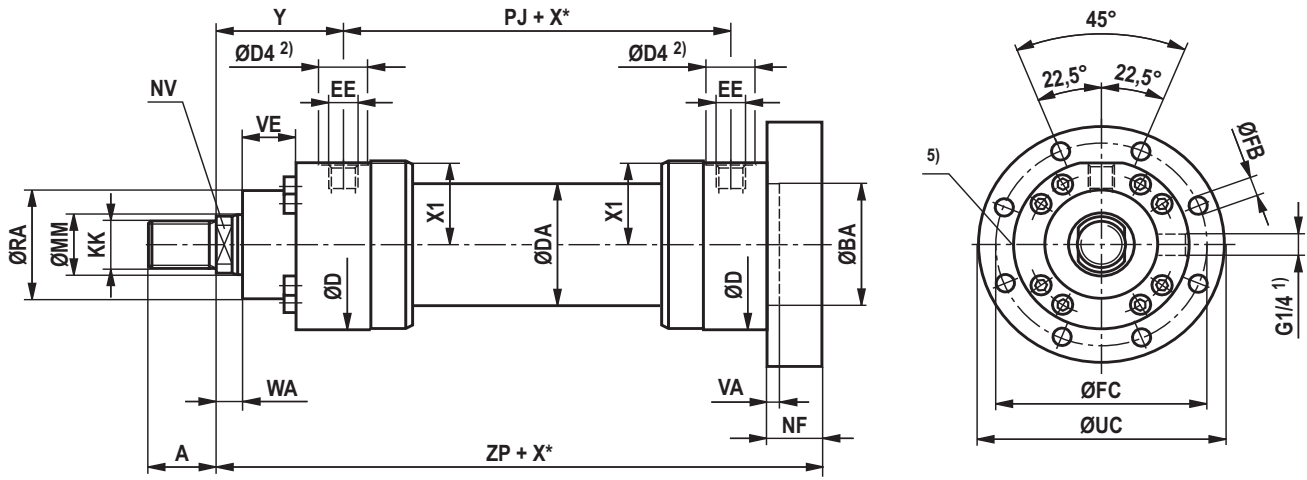 Y
PJ + X*
45°
ØD4 2)
ØD4 2)
22,5°
22,5°
NV
EE
EE
VE
ØFB
5)
ØRA
ØMM
KK
X1
X1
ØDA
ØBA
ØD
ØD
G1/4 1)
WA
VA
ØFC
NF
ØUC
A
ZP + X*